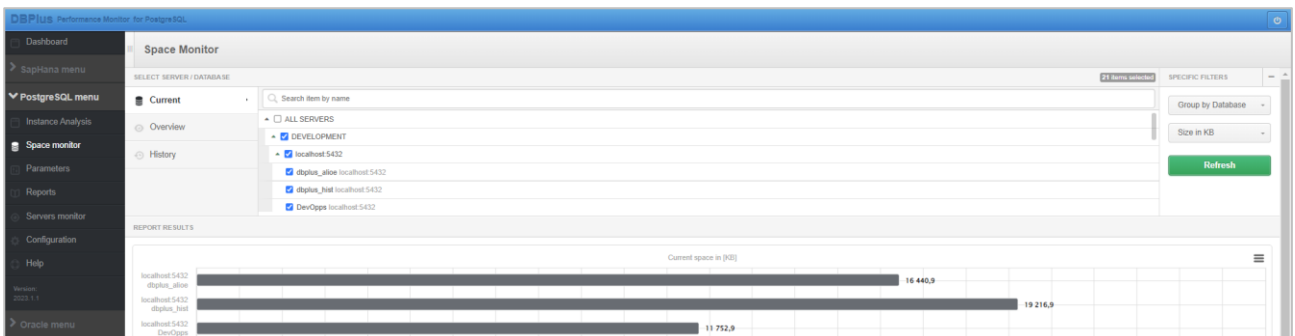 DBPlus Performance Monitor for PostgreSQL
Dashboard
SapHana menu
PostgreSQL menu
Instance Analysis
Space monitor
Parameters
Reports
Servers monitor
Configuration
Help
Version:
2023.1.1
Oracle menu
Space Monitor
SELECT SERVER / DATABASE
21 items selected
SPECIFIC FILTERS
Current
Overview
History
Search item by name
ALL SERVERS
DEVELOPMENT
localhost:5432
dbplus_alioe localhost:5432
dbplus_hist localhost:5432
DevOpps localhost:5432
Group by Database
Size in KB
Refresh
REPORT RESULTS
Current space in [KB]
localhost:5432
dbplus_alioe
16 440,9
localhost:5432
dbplus_hist
19 216,9
localhost:5432
DevOpps
11 752,9